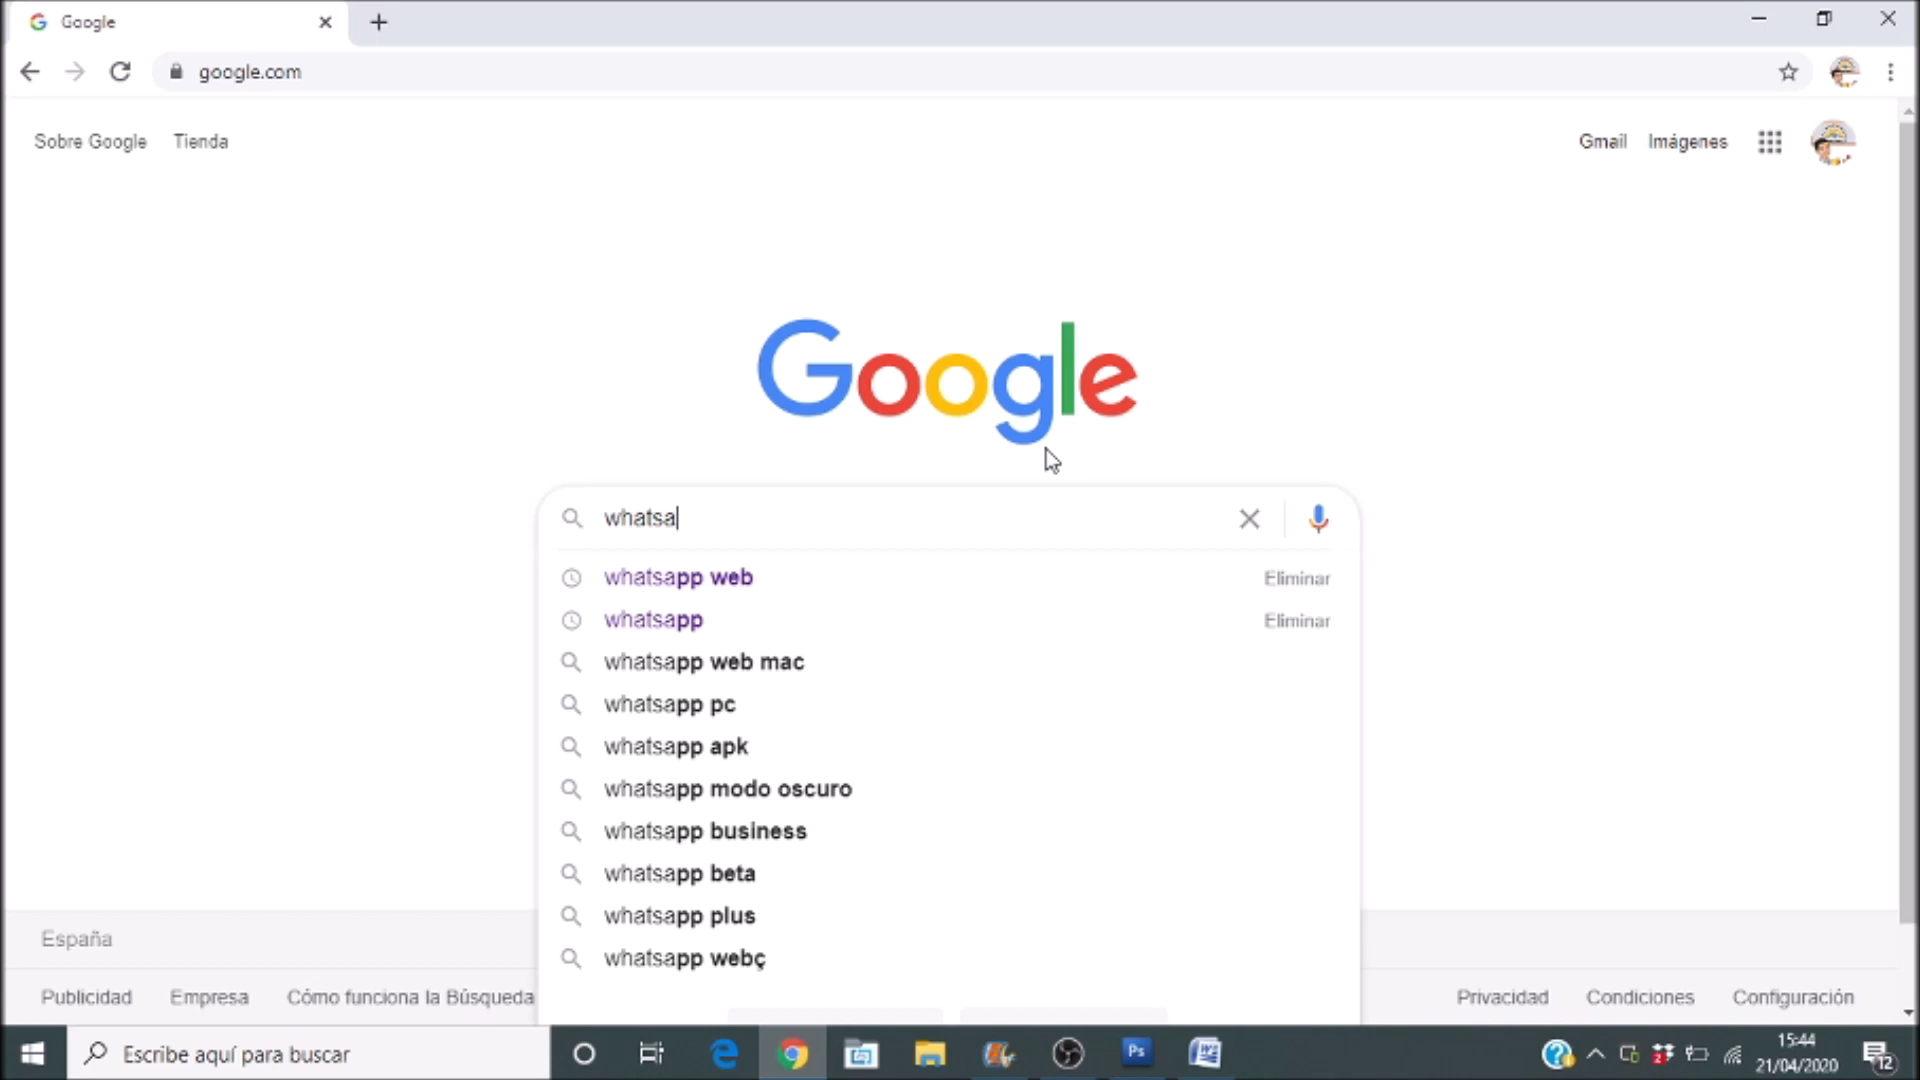 Google
google.com
Sobre Google Tienda Gmail Imágenes
Google
whatsa
whatsapp web Eliminar
whatsapp Eliminar
whatsapp web mac
whatsapp pc
whatsapp apk
whatsapp modo oscuro
whatsapp business
whatsapp beta
whatsapp plus
whatsapp webç
España
Publicidad Empresa Cómo funciona la Búsqueda Privacidad Condiciones Configuración
Escribe aquí para buscar Ps 15:44
21/04/2020 12